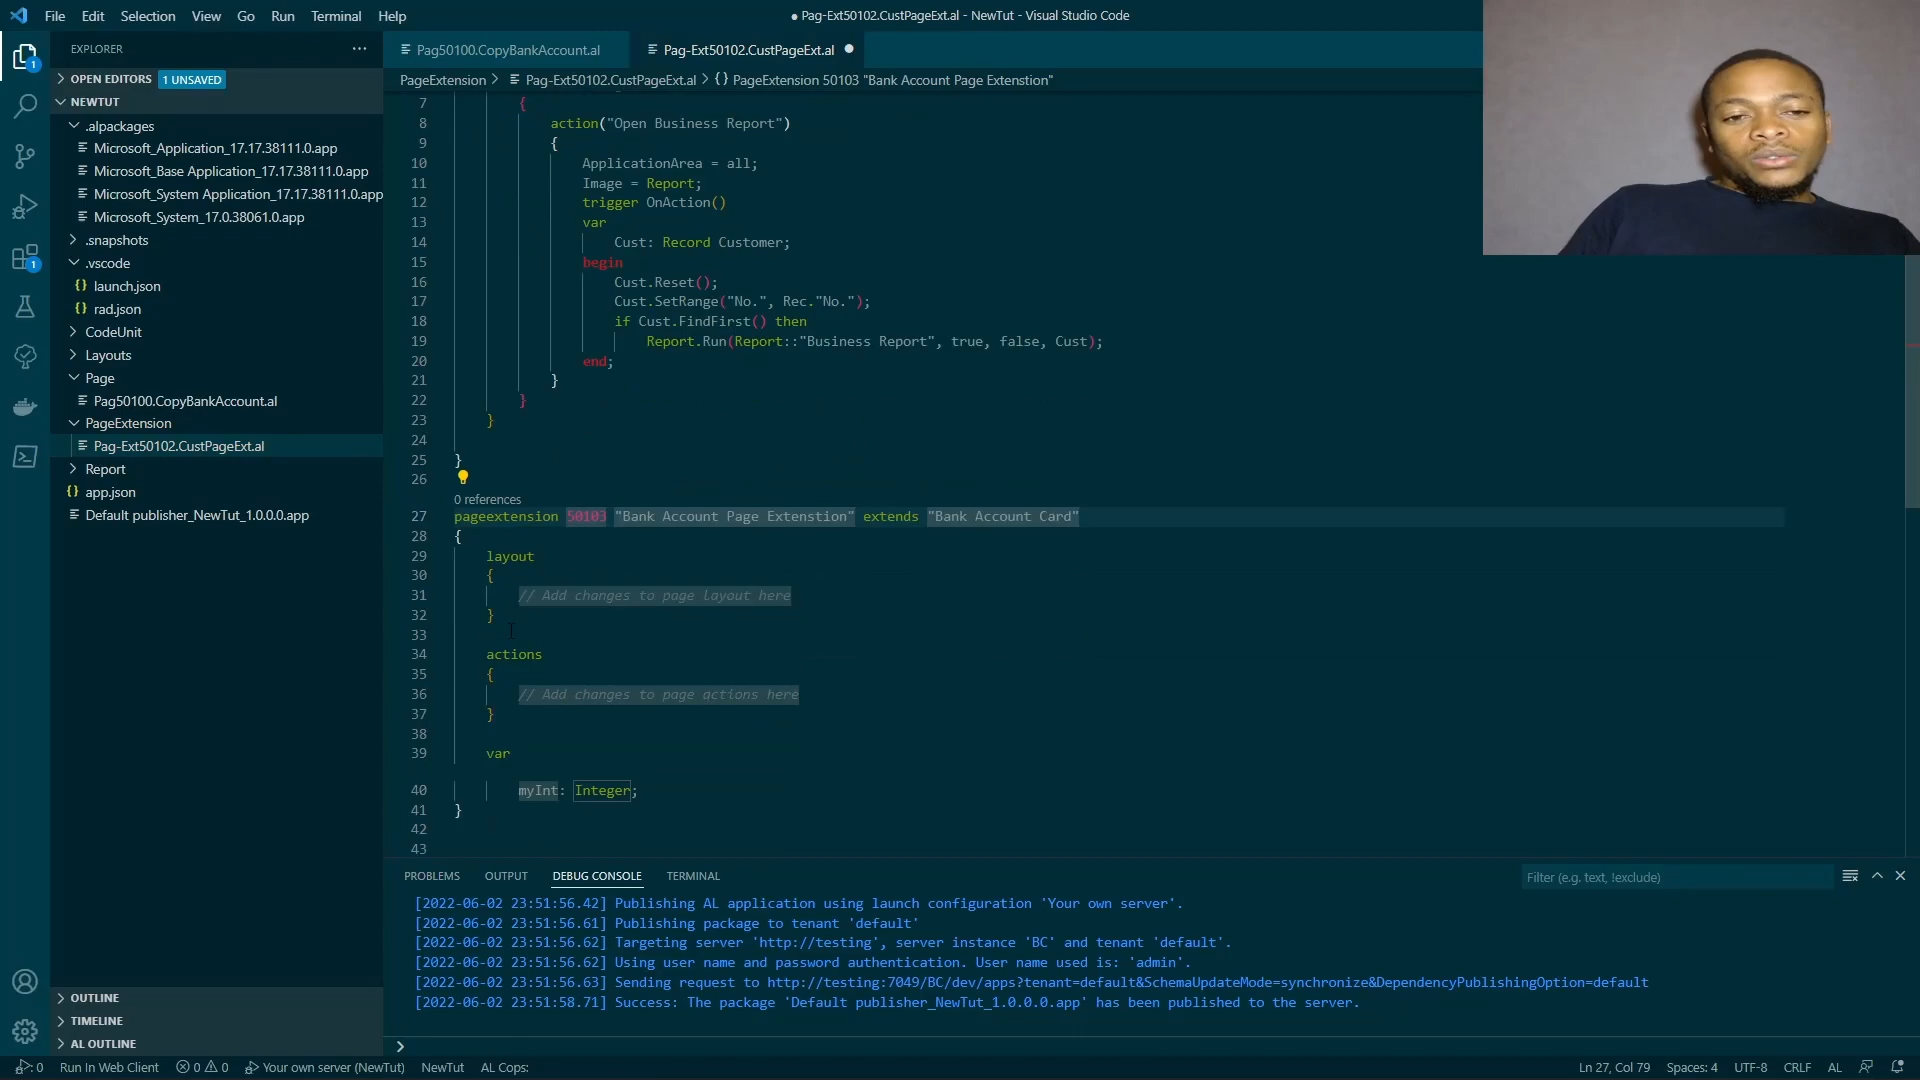 File Edit Selection View Go Run Terminal Help
● Pag-Ext50102.CustPageExt.al - NewTut - Visual Studio Code
EXPLORER
OPEN EDITORS 1 UNSAVED
NEWTUT
.alpackages
Microsoft_Application_17.17.38111.0.app
Microsoft_Base Application_17.17.38111.0.app
Microsoft_System Application_17.17.38111.0.app
Microsoft_System_17.0.38061.0.app
.snapshots
.vscode
launch.json
rad.json
CodeUnit
Layouts
Page
Pag50100.CopyBankAccount.al
PageExtension
Pag-Ext50102.CustPageExt.al
Report
app.json
Default publisher_NewTut_1.0.0.0.app
OUTLINE
TIMELINE
AL OUTLINE
Pag50100.CopyBankAccount.al Pag-Ext50102.CustPageExt.al
PageExtension > Pag-Ext50102.CustPageExt.al > {} PageExtension 50103 "Bank Account Page Extenstion"
7 {
8 action("Open Business Report")
9 {
10 ApplicationArea = all;
11 Image = Report;
12 trigger OnAction()
13 var
14 Cust: Record Customer;
15 begin
16 Cust.Reset();
17 Cust.SetRange("No.", Rec."No.");
18 if Cust.FindFirst() then
19 Report.Run(Report::"Business Report", true, false, Cust);
20 end;
21 }
22 }
23 }
24
25 }
26
0 references
27 pageextension 50103 "Bank Account Page Extenstion" extends "Bank Account Card"
28 {
29 layout
30 {
31 // Add changes to page layout here
32 }
33
34 actions
35 {
36 // Add changes to page actions here
37 }
38
39 var
40 myInt: Integer;
41 }
42
43
PROBLEMS OUTPUT DEBUG CONSOLE TERMINAL
Filter (e.g. text, !exclude)
[2022-06-02 23:51:56.42] Publishing AL application using launch configuration 'Your own server'.
[2022-06-02 23:51:56.61] Publishing package to tenant 'default'
[2022-06-02 23:51:56.62] Targeting server 'http://testing', server instance 'BC' and tenant 'default'.
[2022-06-02 23:51:56.62] Using user name and password authentication. User name used is: 'admin'.
[2022-06-02 23:51:56.63] Sending request to http://testing:7049/BC/dev/apps?tenant=default&SchemaUpdateMode=synchronize&DependencyPublishingOption=default
[2022-06-02 23:51:58.71] Success: The package 'Default publisher_NewTut_1.0.0.0.app' has been published to the server.
: 0 Run In Web Client 0 0 Your own server (NewTut) NewTut AL Cops: Ln 27, Col 79 Spaces: 4 UTF-8 CRLF AL